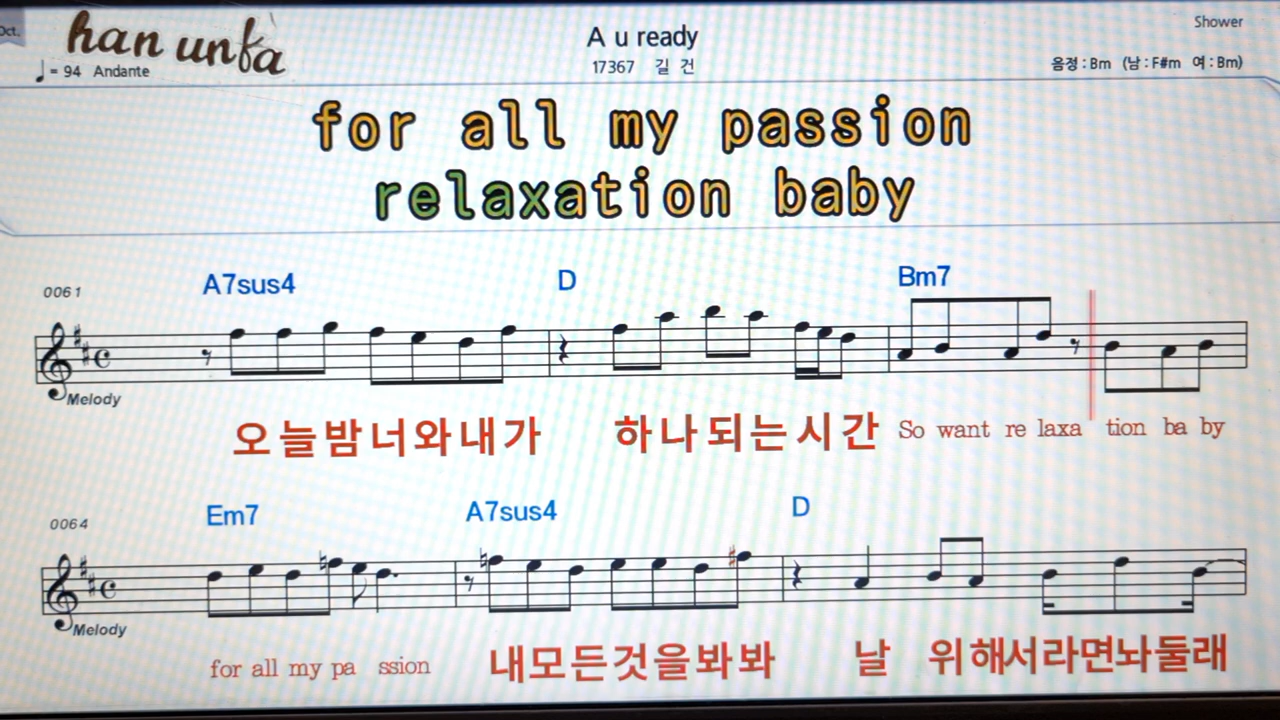 Oct.
han unfa
A u ready
Shower
♩= 94 Andante
17367 길 건
음정 : Bm (남 : F#m 여 : Bm)
for all my passion
relaxation baby
0061
A7sus4 D Bm7
Melody
오늘밤너와내가 하나되는시간 So want re laxa tion ba by
0064
Em7 A7sus4 D
Melody
for all my pa ssion 내모든것을봐봐 날 위해서라면놔둘래